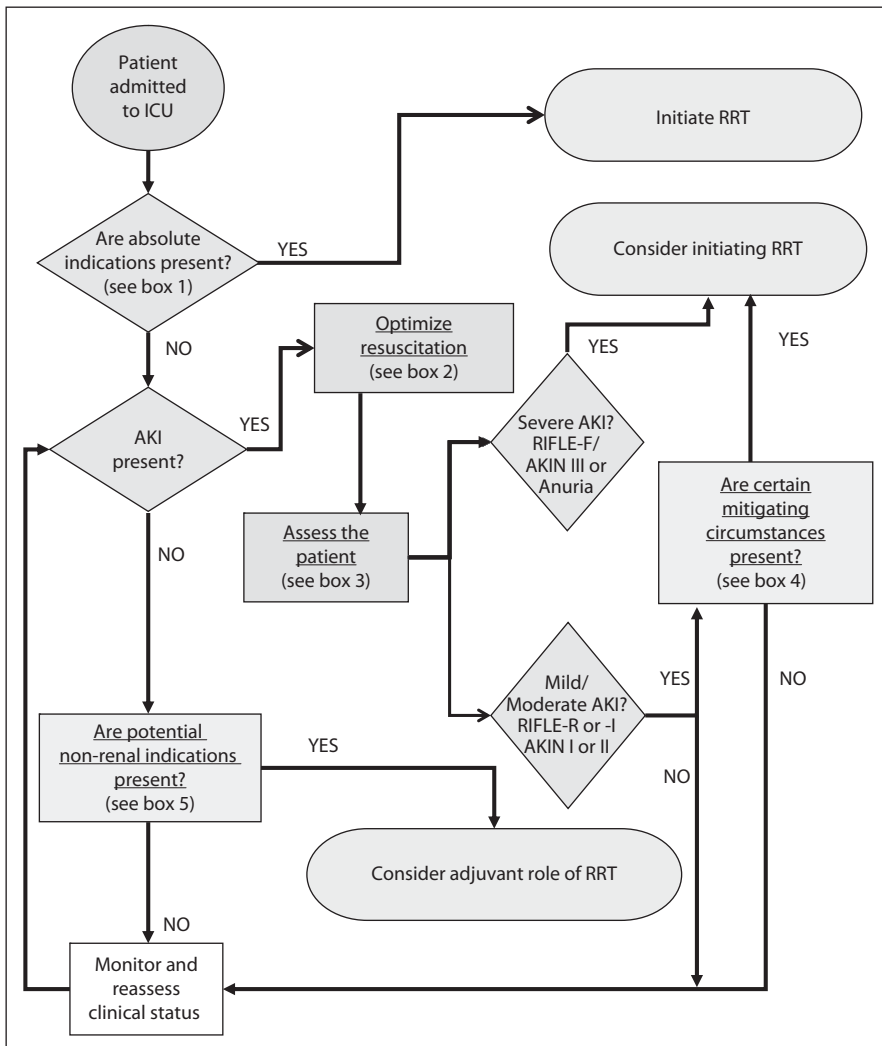 Patient
admitted
to ICU
Initiate RRT
Are absolute
indications present?
(see box 1)
YES
Consider initiating RRT
NO
Optimize
resuscitation
(see box 2)
YES
YES
AKI
present?
YES
Severe AKI?
RIFLE-F/
AKIN III or
Anuria
Are certain
mitigating
circumstances
present?
(see box 4)
Assess the
patient
(see box 3)
NO
Mild/
Moderate AKI?
RIFLE-R or -I
AKIN I or II
YES
NO
NO
Are potential
non-renal indications
present?
(see box 5)
YES
Consider adjuvant role of RRT
NO
Monitor and
reassess
clinical status